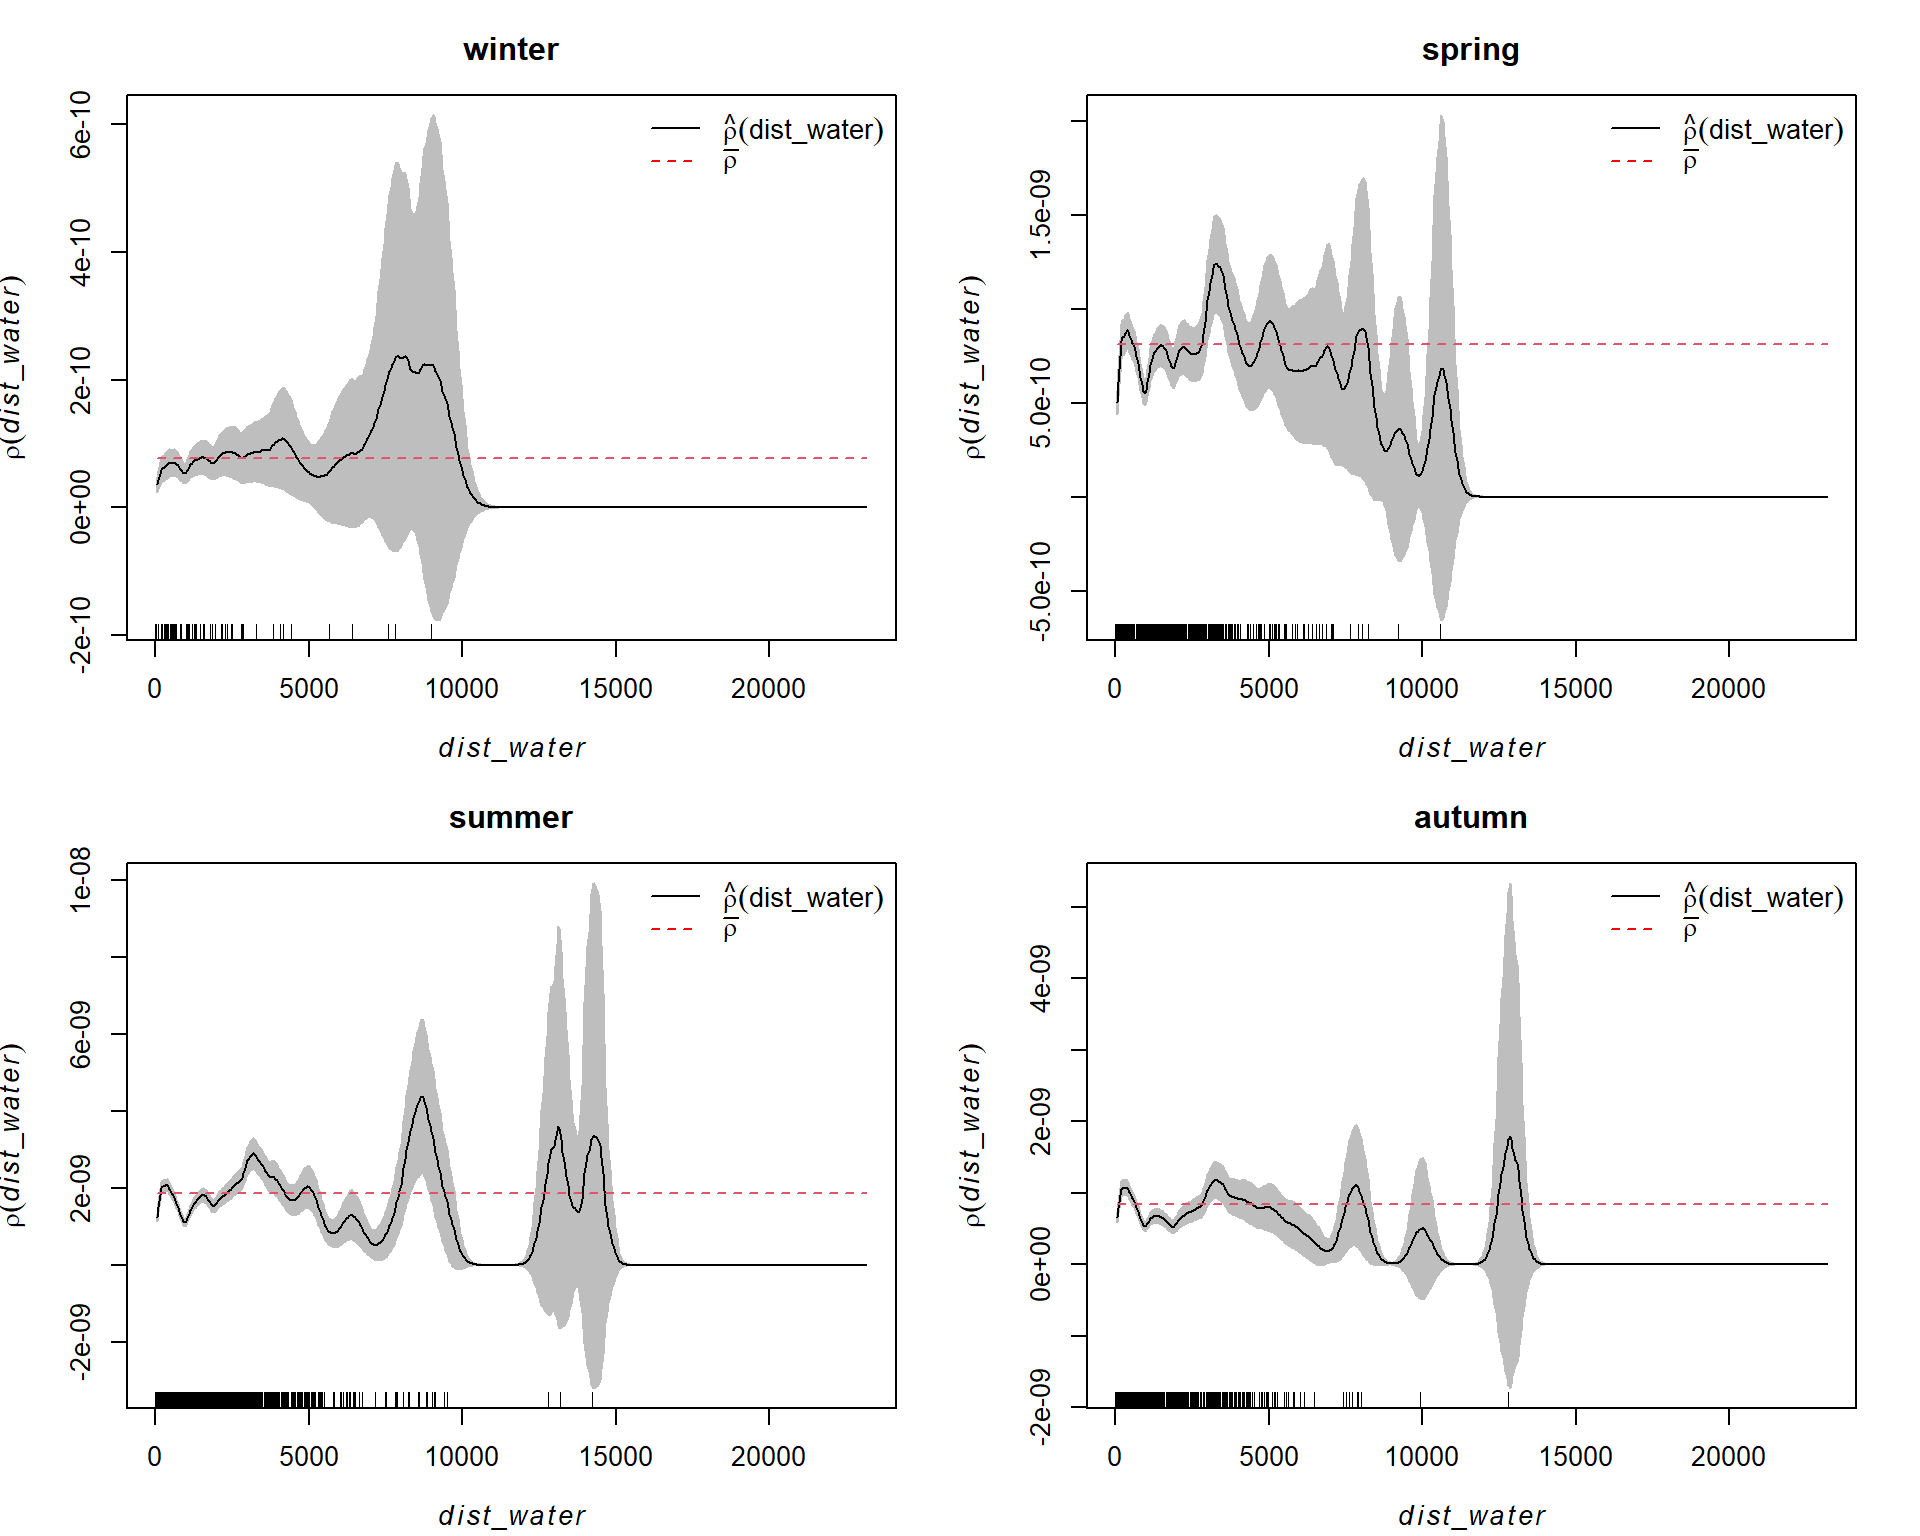 winter
ρ̂(dist_water)
ρ̄
ρ(dist_water)
6e-10
4e-10
2e-10
0e+00
-2e-10
0 5000 10000 15000 20000
dist_water
spring
ρ̂(dist_water)
ρ̄
ρ(dist_water)
1.5e-09
5.0e-10
-5.0e-10
0 5000 10000 15000 20000
dist_water
summer
ρ̂(dist_water)
ρ̄
ρ(dist_water)
1e-08
6e-09
2e-09
-2e-09
0 5000 10000 15000 20000
dist_water
autumn
ρ̂(dist_water)
ρ̄
ρ(dist_water)
4e-09
2e-09
0e+00
-2e-09
0 5000 10000 15000 20000
dist_water